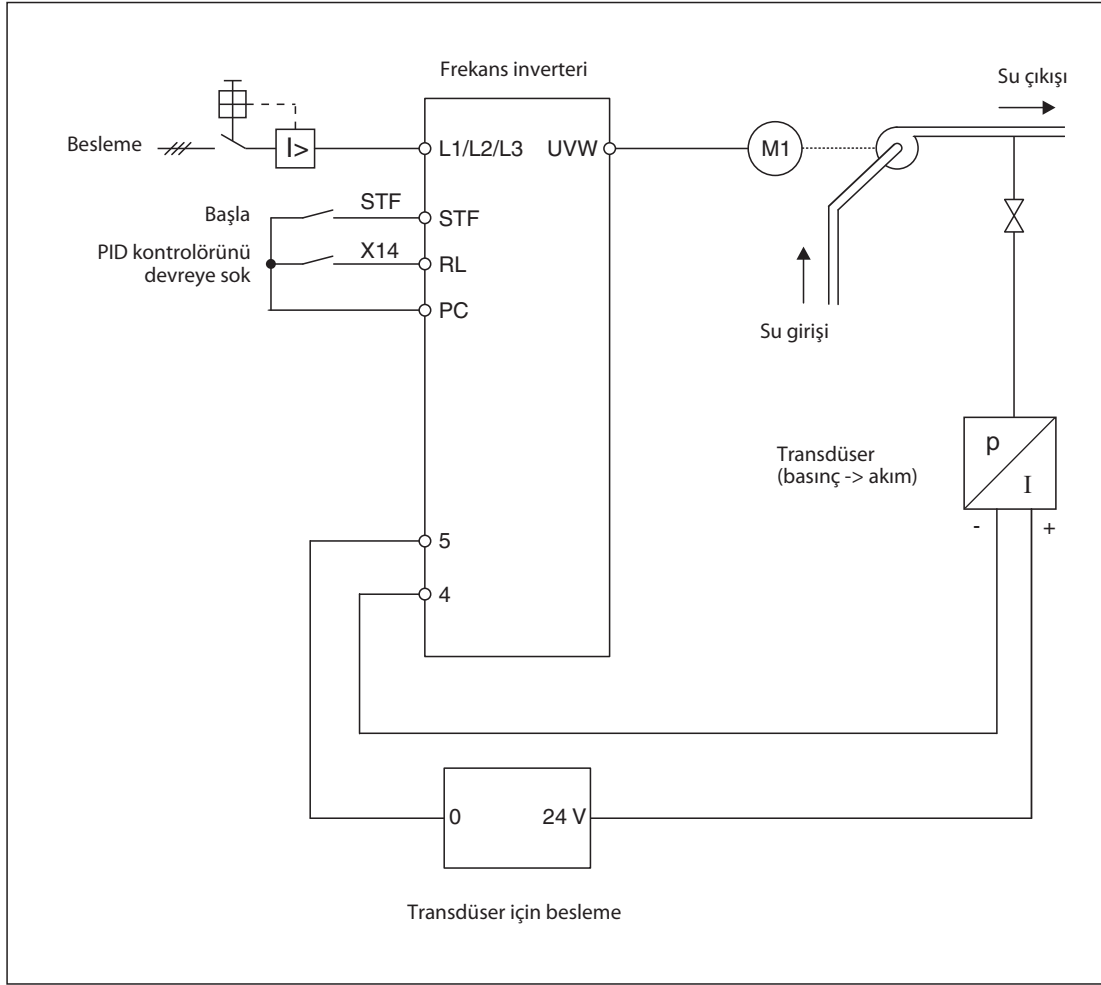 Frekans inverteri
Su çıkışı
Besleme
I>
L1/L2/L3
UVW
M1
Başla
STF
STF
PID kontrolörünü
devreye sok
X14
RL
PC
Su girişi
Transdüser
(basınç -> akım)
p
I
-
+
5
4
0
24 V
Transdüser için besleme